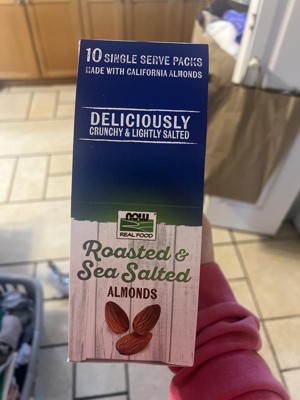 10 SINGLE SERVE PACKS
MADE WITH CALIFORNIA ALMONDS
DELICIOUSLY
CRUNCHY & LIGHTLY SALTED
now
REAL FOOD
Roasted &
Sea Salted
ALMONDS